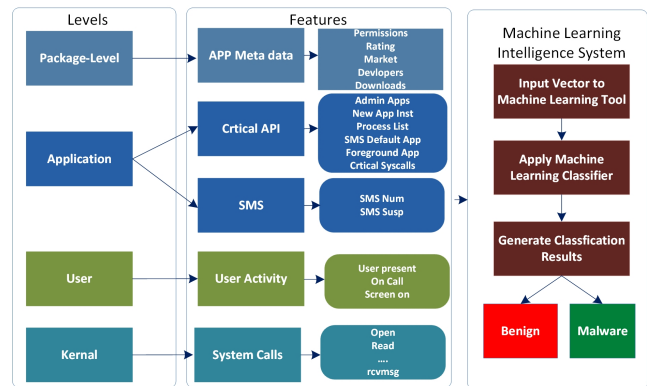 Levels
Features
Machine Learning
Intelligence System
Package-Level
APP Meta data
Permissions
Rating
Market
Devlopers
Downloads
Application
Crtical API
Admin Apps
New App Inst
Process List
SMS Default App
Foreground App
Crtical Syscalls
SMS
SMS Num
SMS Susp
User
User Activity
User present
On Call
Screen on
Kernal
System Calls
Open
Read
....
rcvmsg
Input Vector to
Machine Learning Tool
Apply Machine
Learning Classifier
Generate Classfication
Results
Benign
Malware